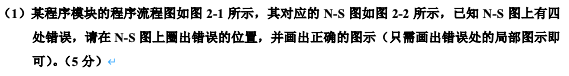 （1）某程序模块的程序流程图如图 2-1 所示，其对应的 N-S 图如图 2-2 所示，已知 N-S 图上有四
处错误，请在 N-S 图上圈出错误的位置，并画出正确的图示（只需画出错误处的局部图示即
可）。（5 分）↵